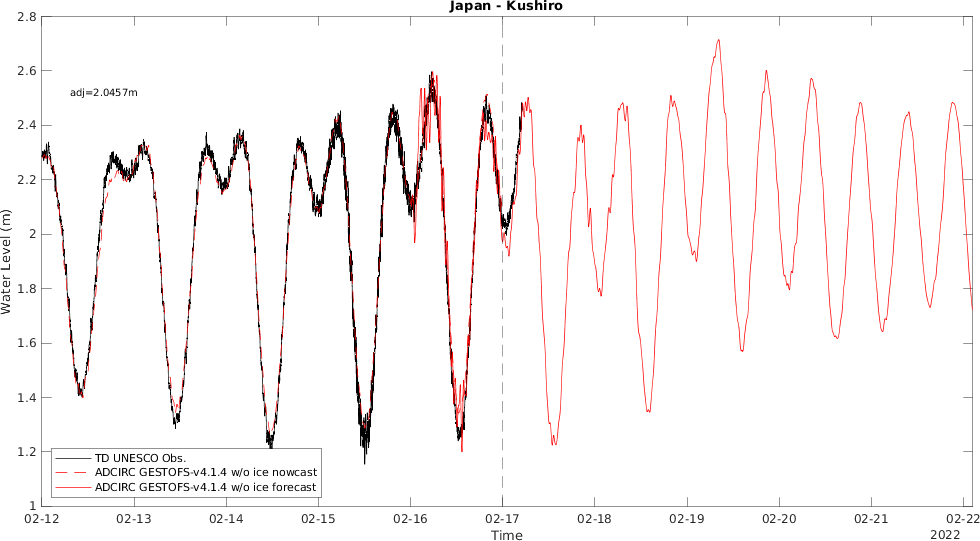 Japan - Kushiro
2.8
2.6
2.4
2.2
2
1.8
1.6
1.4
1.2
1
Water Level (m)
adj=2.0457m
TD UNESCO Obs.
ADCIRC GESTOFS-v4.1.4 w/o ice nowcast
ADCIRC GESTOFS-v4.1.4 w/o ice forecast
02-12 02-13 02-14 02-15 02-16 02-17 02-18 02-19 02-20 02-21 02-22
Time
2022